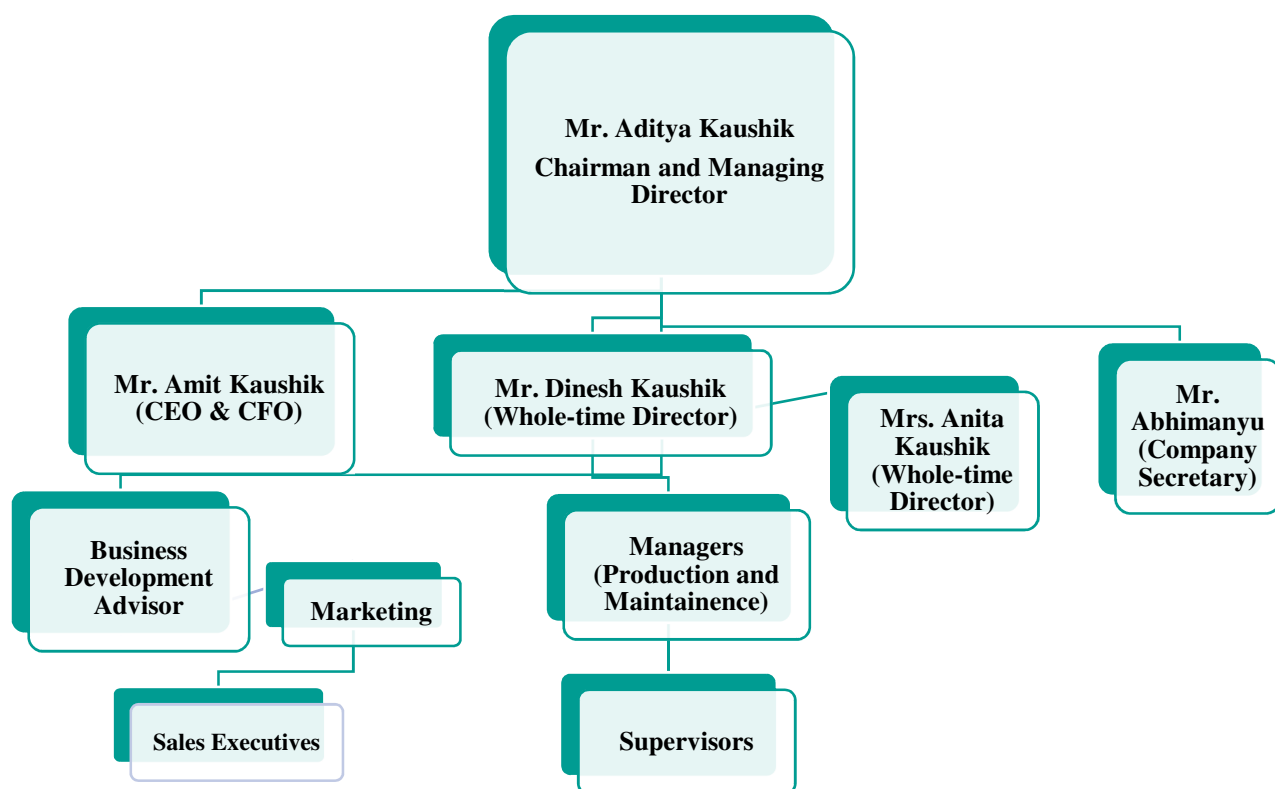 Mr. Aditya Kaushik
Chairman and Managing
Director
Mr. Amit Kaushik
(CEO & CFO)
Mr. Dinesh Kaushik
(Whole-time Director)
Mrs. Anita
Kaushik
(Whole-time
Director)
Mr.
Abhimanyu
(Company
Secretary)
Business
Development
Advisor
Marketing
Sales Executives
Managers
(Production and
Maintainence)
Supervisors